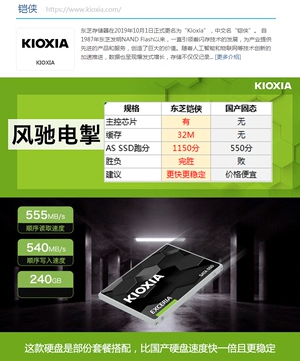 铠侠 https://www.kioxia.com/
东芝存储器在2019年10月1日正式更名为“Kioxia”，中文名“铠侠”。自
1987年东芝发明NAND Flash以来，一直引领着闪存技术的发展，为产业提供
先进的产品和服务，创造了巨大的价值。随着人工智能和物联网等技术创新的
加速推进，数据也呈现爆发式增长，存储不仅仅记录... [更多介绍]
KIOXIA
KIOXIA
KIOXIA
风驰电掣
规格 东芝铠侠 国产固态
主控芯片 有 无
缓存 32M 无
AS SSD跑分 1150分 550分
胜负 完胜 败
建议 更快更稳定 价格便宜
555MB/s
顺序读取速度
540MB/s
顺序写入速度
240GB
KIOXIA
EXCERIA
SATA SSD
这款硬盘是部份套餐搭配，比国产硬盘速度快一倍且更稳定